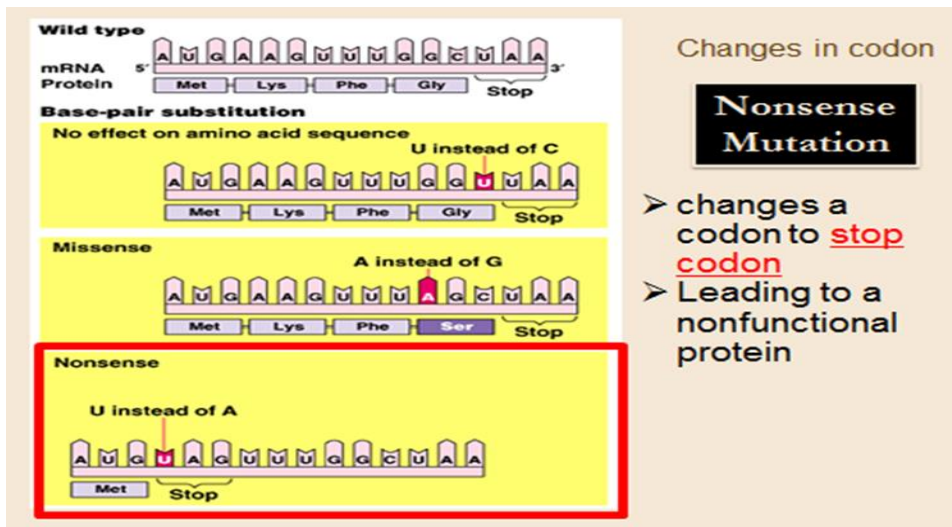 Wild type
A U G A A G U U U G G C U A A
mRNA 5' 3'
Protein Met Lys Phe Gly Stop
Base-pair substitution
No effect on amino acid sequence
U instead of C
A U G A A G U U U G G U U A A
Met Lys Phe Gly Stop
Missense
A instead of G
A U G A A G U U U A G C U A A
Met Lys Phe Ser Stop
Nonsense
U instead of A
A U G U A G U U U G G C U A A
Met Stop
Changes in codon
Nonsense
Mutation
➢ changes a
codon to stop
codon
➢ Leading to a
nonfunctional
protein